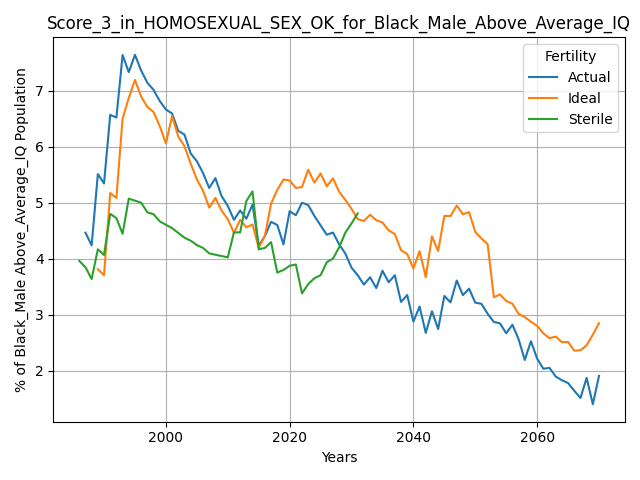 Score_3_in_HOMOSEXUAL_SEX_OK_for_Black_Male_Above_Average_IQ
% of Black_Male Above_Average_IQ Population
7
6
5
4
3
2
Fertility
Actual
Ideal
Sterile
2000 2020 2040 2060
Years